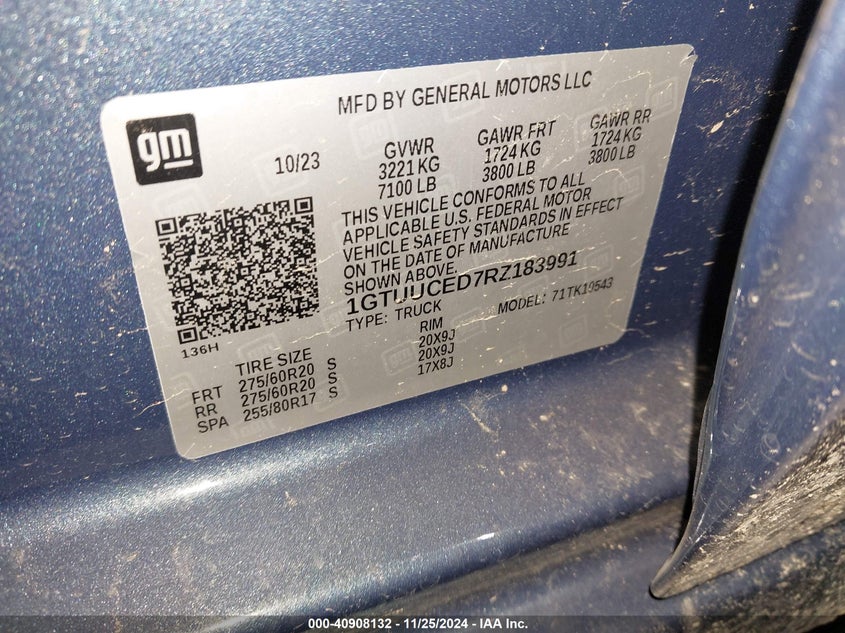 MFD BY GENERAL MOTORS LLC
gm
10/23
GVWR
3221 KG
7100 LB
GAWR FRT
1724 KG
3800 LB
GAWR RR
1724 KG
3800 LB
THIS VEHICLE CONFORMS TO ALL
APPLICABLE U.S. FEDERAL MOTOR
VEHICLE SAFETY STANDARDS IN EFFECT
ON THE DATE OF MANUFACTURE
SHOWN ABOVE.
1GTUUCED7RZ183991
TYPE: TRUCK MODEL: 71TK10543
136H
TIRE SIZE RIM
FRT 275/60R20 S 20X9J
RR 275/60R20 S 20X9J
SPA 255/80R17 S 17X8J
000-40908132 - 11/25/2024 - IAA Inc.